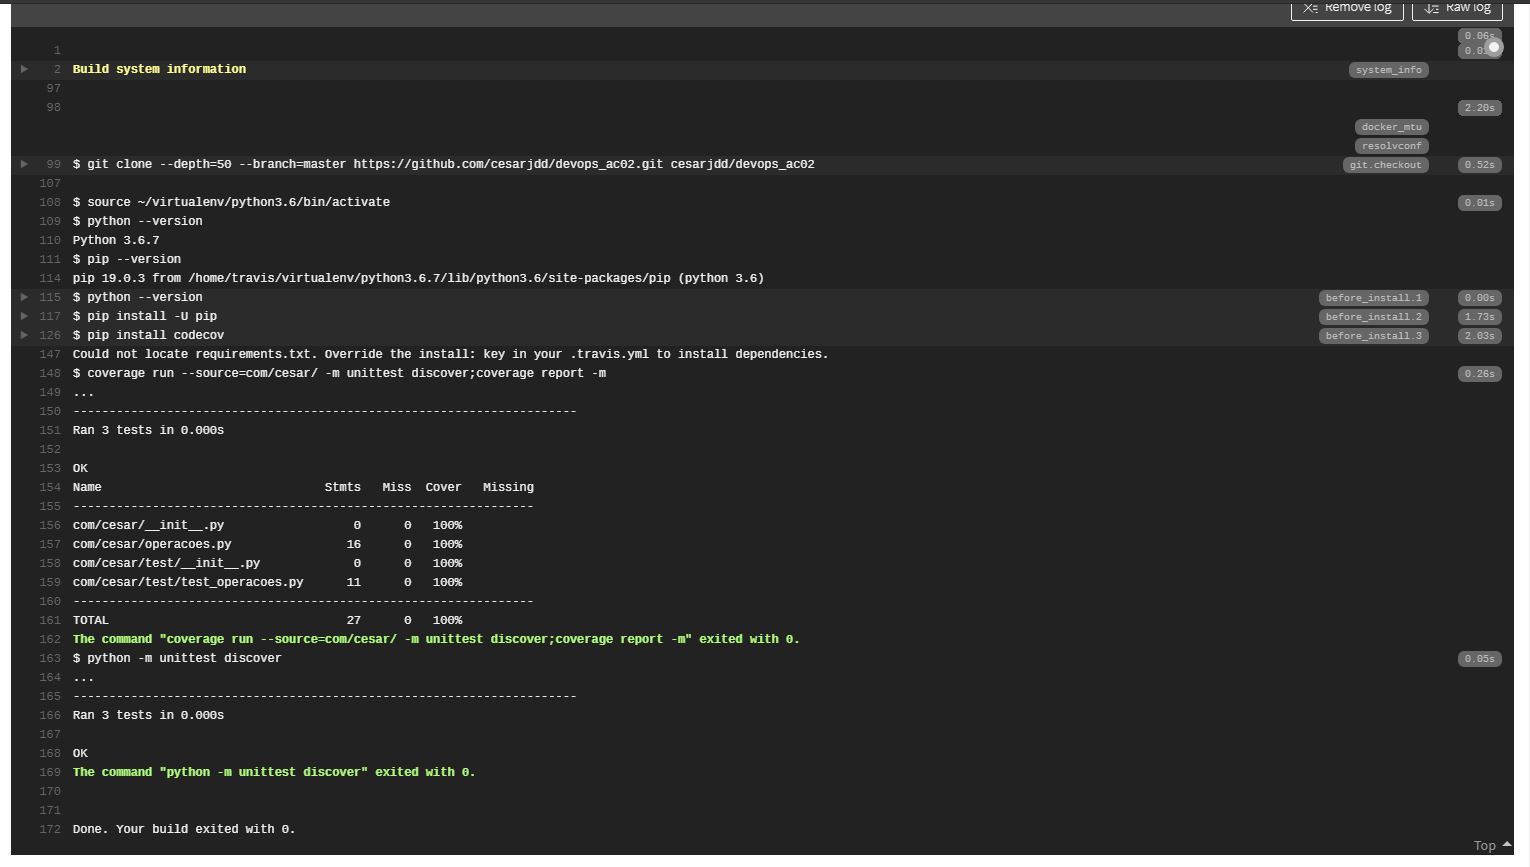 Remove log Raw log
0.06s
1 0.0
2 Build system information system_info
97
98 2.20s
docker_mtu
resolvconf
99 $ git clone --depth=50 --branch=master https://github.com/cesarjdd/devops_ac02.git cesarjdd/devops_ac02 git.checkout 0.52s
107
108 $ source ~/virtualenv/python3.6/bin/activate 0.01s
109 $ python --version
110 Python 3.6.7
111 $ pip --version
114 pip 19.0.3 from /home/travis/virtualenv/python3.6.7/lib/python3.6/site-packages/pip (python 3.6)
115 $ python --version before_install.1 0.00s
117 $ pip install -U pip before_install.2 1.73s
126 $ pip install codecov before_install.3 2.03s
147 Could not locate requirements.txt. Override the install: key in your .travis.yml to install dependencies.
148 $ coverage run --source=com/cesar/ -m unittest discover;coverage report -m 0.26s
149 ...
150 ----------------------------------------------------------------------
151 Ran 3 tests in 0.000s
152
153 OK
154 Name Stmts Miss Cover Missing
155 ----------------------------------------------------------------
156 com/cesar/__init__.py 0 0 100%
157 com/cesar/operacoes.py 16 0 100%
158 com/cesar/test/__init__.py 0 0 100%
159 com/cesar/test/test_operacoes.py 11 0 100%
160 ----------------------------------------------------------------
161 TOTAL 27 0 100%
162 The command "coverage run --source=com/cesar/ -m unittest discover;coverage report -m" exited with 0.
163 $ python -m unittest discover 0.05s
164 ...
165 ----------------------------------------------------------------------
166 Ran 3 tests in 0.000s
167
168 OK
169 The command "python -m unittest discover" exited with 0.
170
171
172 Done. Your build exited with 0.
Top